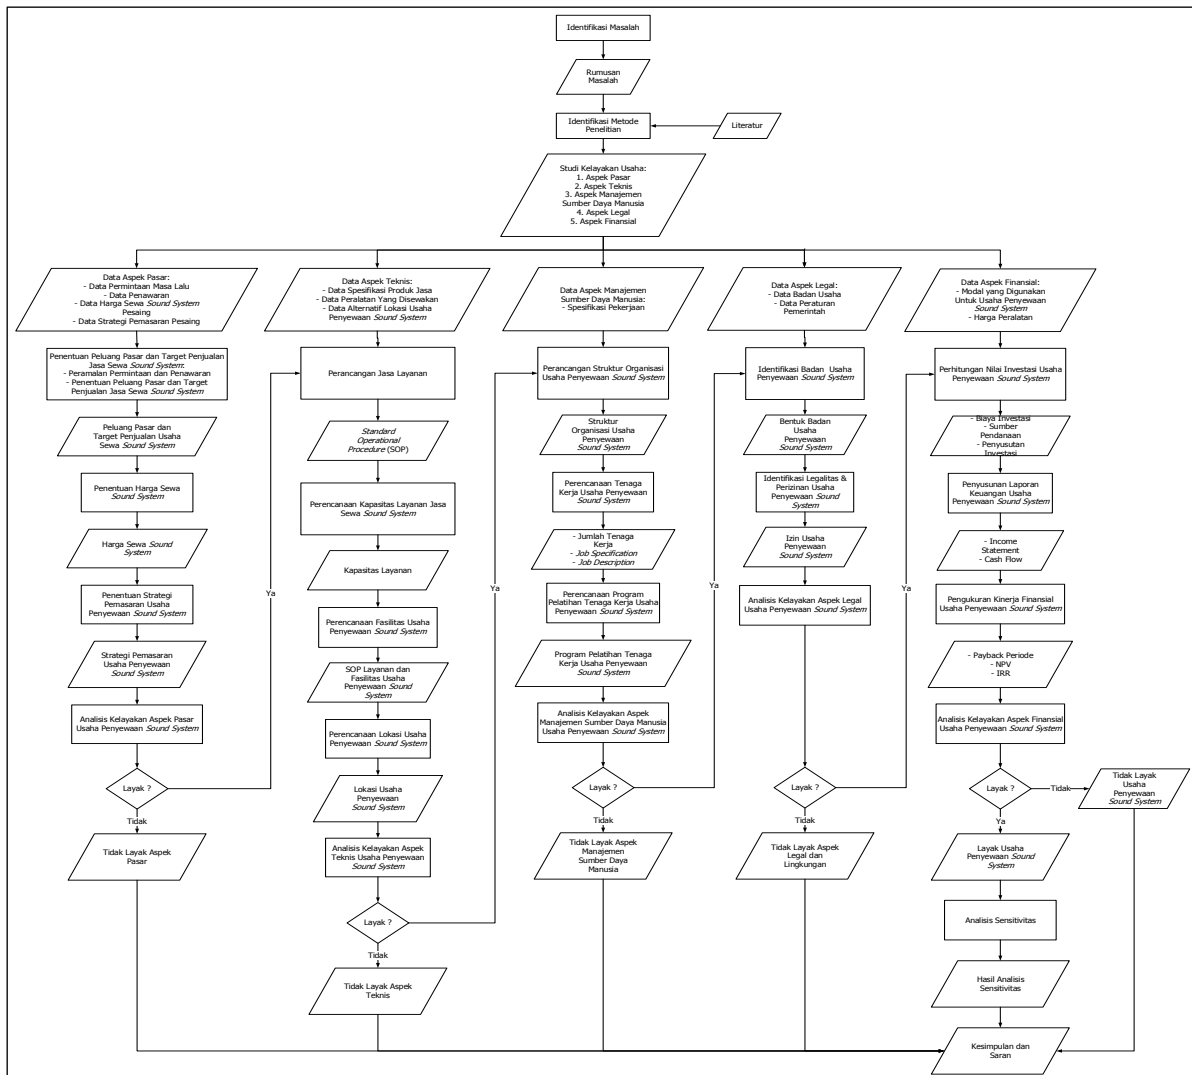 Identifikasi Masalah
Rumusan
Masalah
Identifikasi Metode
Penelitian
Literatur
Studi Kelayakan Usaha:
1. Aspek Pasar
2. Aspek Teknis
3. Aspek Manajemen
Sumber Daya Manusia
4. Aspek Legal
5. Aspek Finansial
Data Aspek Pasar:
- Data Permintaan Masa Lalu
- Data Penawaran
- Data Harga Sewa Sound System
Pesaing
- Data Strategi Pemasaran Pesaing
Penentuan Peluang Pasar dan Target Penjualan
Jasa Sewa Sound System:
- Peramalan Permintaan dan Penawaran
- Penentuan Peluang Pasar dan Target
Penjualan Jasa Sewa Sound System
Peluang Pasar dan
Target Penjualan Usaha
Sewa Sound System
Penentuan Harga Sewa
Sound System
Harga Sewa Sound
System
Penentuan Strategi
Pemasaran Usaha
Penyewaan Sound System
Strategi Pemasaran
Usaha Penyewaan
Sound System
Analisis Kelayakan Aspek Pasar
Usaha Penyewaan Sound System
Layak ?
Ya
Tidak
Tidak Layak Aspek
Pasar
Data Aspek Teknis:
- Data Spesifikasi Produk Jasa
- Data Peralatan Yang Disewakan
- Data Alternatif Lokasi Usaha
Penyewaan Sound System
Perancangan Jasa Layanan
Standard
Operational
Procedure (SOP)
Perencanaan Kapasitas Layanan Jasa
Sewa Sound System
Kapasitas Layanan
Perencanaan Fasilitas Usaha
Penyewaan Sound System
SOP Layanan dan
Fasilitas Usaha
Penyewaan Sound
System
Perencanaan Lokasi Usaha
Penyewaan Sound System
Lokasi Usaha
Penyewaan
Sound System
Analisis Kelayakan Aspek
Teknis Usaha Penyewaan
Sound System
Layak ?
Ya
Tidak
Tidak Layak Aspek
Teknis
Data Aspek Manajemen
Sumber Daya Manusia:
- Spesifikasi Pekerjaan
Perancangan Struktur Organisasi
Usaha Penyewaan Sound System
Struktur
Organisasi Usaha
Penyewaan
Sound System
Perencanaan Tenaga
Kerja Usaha Penyewaan
Sound System
- Jumlah Tenaga
Kerja
- Job Specification
- Job Description
Perencanaan Program
Pelatihan Tenaga Kerja Usaha
Penyewaan Sound System
Program Pelatihan Tenaga
Kerja Usaha Penyewaan
Sound System
Analisis Kelayakan Aspek
Manajemen Sumber Daya Manusia
Usaha Penyewaan Sound System
Layak ?
Ya
Tidak
Tidak Layak Aspek
Manajemen
Sumber Daya
Manusia
Data Aspek Legal:
- Data Badan Usaha
- Data Peraturan
Pemerintah
Identifikasi Badan Usaha
Penyewaan Sound System
Bentuk Badan
Usaha
Penyewaan
Sound System
Identifikasi Legalitas &
Perizinan Usaha
Penyewaan Sound
System
Izin Usaha
Penyewaan
Sound System
Analisis Kelayakan Aspek Legal
Usaha Penyewaan Sound System
Layak ?
Ya
Tidak
Tidak Layak Aspek
Legal dan
Lingkungan
Data Aspek Finansial:
- Modal yang Digunakan
Untuk Usaha Penyewaan
Sound System
- Harga Peralatan
Perhitungan Nilai Investasi Usaha
Penyewaan Sound System
- Biaya Investasi
- Sumber
Pendanaan
- Penyusutan
Investasi
Penyusunan Laporan
Keuangan Usaha
Penyewaan Sound System
- Income
Statement
- Cash Flow
Pengukuran Kinerja Finansial
Usaha Penyewaan Sound System
- Payback Periode
- NPV
- IRR
Analisis Kelayakan Aspek Finansial
Usaha Penyewaan Sound System
Layak ?
Tidak
Tidak Layak
Usaha
Penyewaan
Sound System
Ya
Layak Usaha
Penyewaan Sound
System
Analisis Sensitivitas
Hasil Analisis
Sensitivitas
Kesimpulan dan
Saran